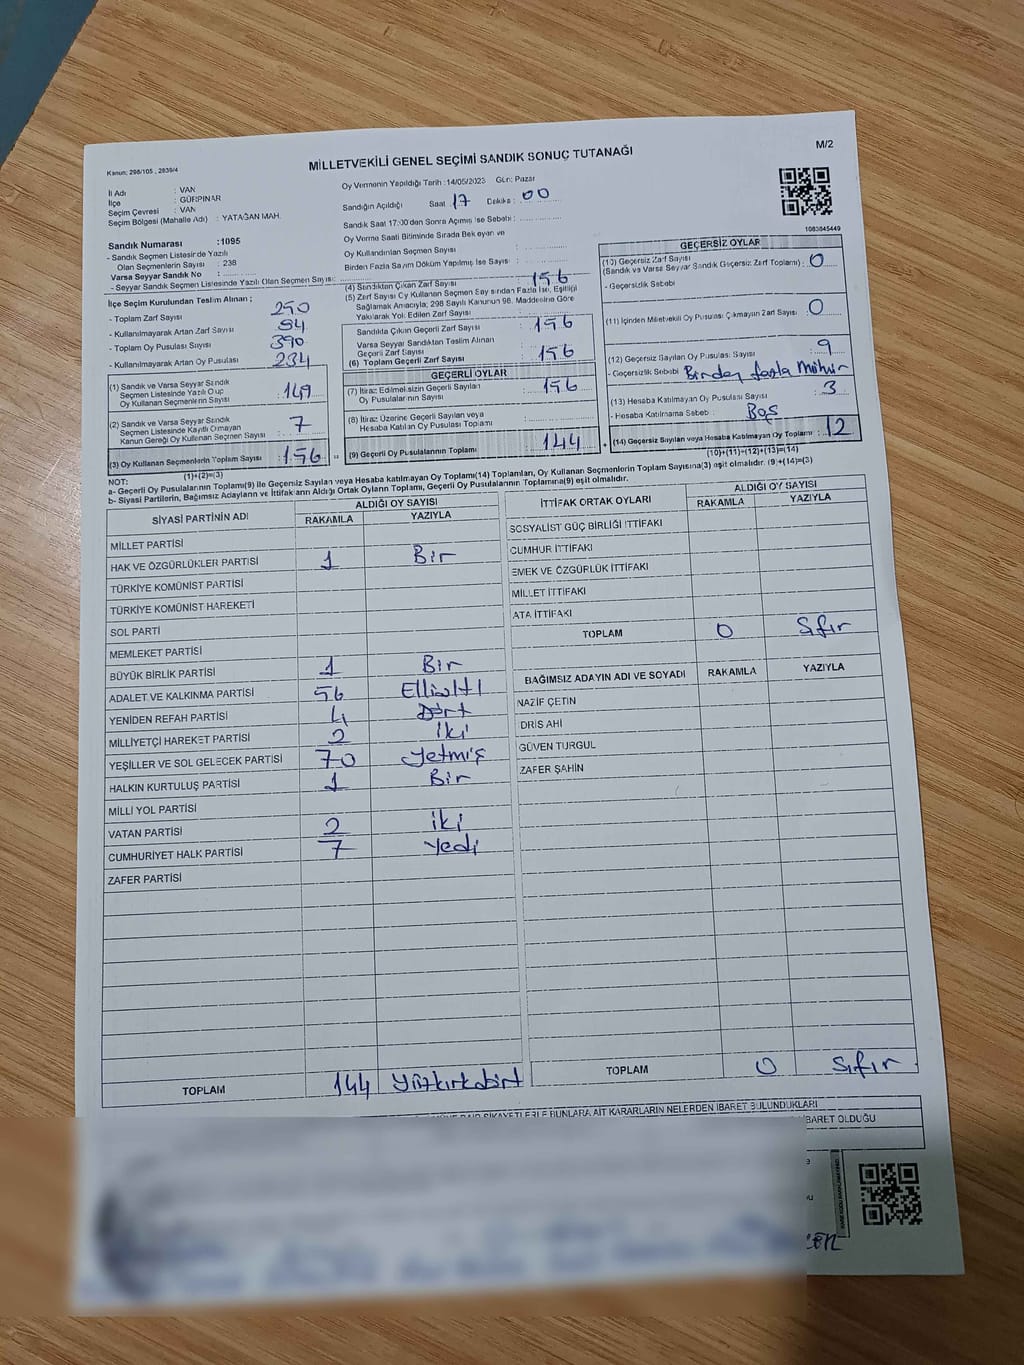 M/2
MİLLETVEKİLİ GENEL SEÇİMİ SANDIK SONUÇ TUTANAĞI
Kanun: 298/105 , 2839/4
İl Adı : VAN
İlçe : GÜRPINAR
Seçim Çevresi : VAN
Seçim Bölgesi (Mahalle Adı) : YATAĞAN MAH.
Oy Vermenin Yapıldığı Tarih :14/05/2023 Gün: Pazar
Sandığın Açıldığı Saat 17 Dakika : 00
Sandık Saat 17:00'den Sonra Açılmış İse Sebebi :
Oy Verme Saati Bitiminde Sırada Bekleyen ve
Oy Kullandırılan Seçmen Sayısı :
Birden Fazla Sayım Döküm Yapılmış İse Sayısı :
1083845449
Sandık Numarası :1095
- Sandık Seçmen Listesinde Yazılı
Olan Seçmenlerin Sayısı : 238
Varsa Seyyar Sandık No :
- Seyyar Sandık Seçmen Listesinde Yazılı Olan Seçmen Sayısı:
İlçe Seçim Kurulundan Teslim Alınan ;
- Toplam Zarf Sayısı : 250
- Kullanılmayarak Artan Zarf Sayısı : 94
- Toplam Oy Pusulası Sayısı : 390
- Kullanılmayarak Artan Oy Pusulası : 234
(1) Sandık ve Varsa Seyyar Sandık
Seçmen Listesinde Yazılı Olup
Oy Kullanan Seçmenlerin Sayısı : 149
(2) Sandık ve Varsa Seyyar Sandık
Seçmen Listesinde Kayıtlı Olmayan
Kanun Gereği Oy Kullanan Seçmen Sayısı : 7
(3) Oy Kullanan Seçmenlerin Toplam Sayısı : 156
(1)+(2)=(3)
(4) Sandıktan Çıkan Zarf Sayısı : 156
(5) Zarf Sayısı Oy Kullanan Seçmen Sayısından Fazla İse, Eşitliği
Sağlamak Amacıyla, 298 Sayılı Kanunun 98. Maddesine Göre
Yakılarak Yok Edilen Zarf Sayısı :
Sandıkta Çıkan Geçerli Zarf Sayısı : 156
Varsa Seyyar Sandıktan Teslim Alınan
Geçerli Zarf Sayısı :
(6) Toplam Geçerli Zarf Sayısı : 156
GEÇERLİ OYLAR
(7) İtiraz Edilmeksizin Geçerli Sayılan
Oy Pusulalarının Sayısı : 156
(8) İtiraz Üzerine Geçerli Sayılan veya
Hesaba Katılan Oy Pusulası Toplamı :
= (9) Geçerli Oy Pusulalarının Toplamı : 144
GEÇERSİZ OYLAR
(10) Geçersiz Zarf Sayısı
(Sandık ve Varsa Seyyar Sandık Geçersiz Zarf Toplamı) : 0
- Geçersizlik Sebebi
(11) İçinden Milletvekili Oy Pusulası Çıkmayan Zarf Sayısı : 0
(12) Geçersiz Sayılan Oy Pusulası Sayısı : 9
- Geçersizlik Sebebi : Birden fazla Mühür
(13) Hesaba Katılmayan Oy Pusulası Sayısı : 3
- Hesaba Katılmama Sebebi : Boş
+ (14) Geçersiz Sayılan veya Hesaba Katılmayan Oy Toplamı : 12
(10)+(11)+(12)+(13)=(14)
NOT:
a- Geçerli Oy Pusulalarının Toplamı(9) ile Geçersiz Sayılan veya Hesaba katılmayan Oy Toplamı(14) Toplamları, Oy Kullanan Seçmenlerin Toplam Sayısına(3) eşit olmalıdır. (9)+(14)=(3)
b- Siyasi Partilerin, Bağımsız Adayların ve İttifakların Aldığı Ortak Oyların Toplamı, Geçerli Oy Pusulalarının Toplamına(9) eşit olmalıdır.
SİYASİ PARTİNİN ADI ALDIĞI OY SAYISI
RAKAMLA YAZIYLA
MİLLET PARTİSİ
HAK VE ÖZGÜRLÜKLER PARTİSİ 1 Bir
TÜRKİYE KOMÜNİST PARTİSİ
TÜRKİYE KOMÜNİST HAREKETİ
SOL PARTİ
MEMLEKET PARTİSİ
BÜYÜK BİRLİK PARTİSİ 1 Bir
ADALET VE KALKINMA PARTİSİ 56 Ellialtı
YENİDEN REFAH PARTİSİ 4 Dört
MİLLİYETÇİ HAREKET PARTİSİ 2 İki
YEŞİLLER VE SOL GELECEK PARTİSİ 70 Yetmiş
HALKIN KURTULUŞ PARTİSİ 1 Bir
MİLLİ YOL PARTİSİ
VATAN PARTİSİ 2 iki
CUMHURİYET HALK PARTİSİ 7 Yedi
ZAFER PARTİSİ
TOPLAM 144 Yüzkırkdört
İTTİFAK ORTAK OYLARI ALDIĞI OY SAYISI
RAKAMLA YAZIYLA
SOSYALİST GÜÇ BİRLİĞİ İTTİFAKI
CUMHUR İTTİFAKI
EMEK VE ÖZGÜRLÜK İTTİFAKI
MİLLET İTTİFAKI
ATA İTTİFAKI
TOPLAM 0 Sıfır
BAĞIMSIZ ADAYIN ADI VE SOYADI RAKAMLA YAZIYLA
NAZİF ÇETİN
İDRİS AHİ
GÜVEN TURGUL
ZAFER ŞAHİN
TOPLAM 0 Sıfır
ŞİKAYETLERLE BUNLARA AİT KARARLARIN NELERDEN İBARET BULUNDUKLARI
İBARET OLDUĞU